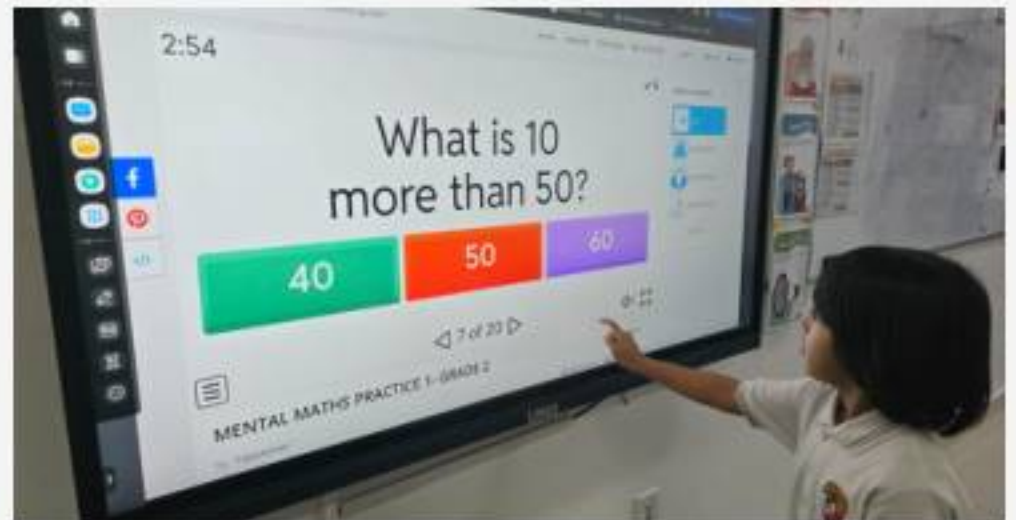 2:54
What is 10
more than 50?
40
50
60
7 of 20
MENTAL MATHS PRACTICE 1- GRADE 2